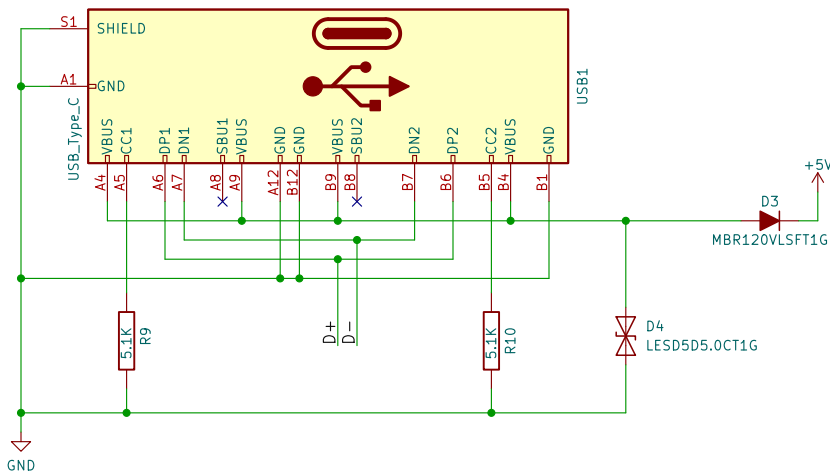 S1
SHIELD
A1
GND
USB_Type_C
USB1
VBUS
CC1
DP1
DN1
SBU1
VBUS
GND
GND
VBUS
SBU2
DN2
DP2
CC2
VBUS
GND
A4
A5
A6
A7
A8
A9
A12
B12
B9
B8
B7
B6
B5
B4
B1
+5V
D3
MBR120VLSFT1G
D+
D-
5.1K
R9
5.1K
R10
D4
LESD5D5.0CT1G
GND